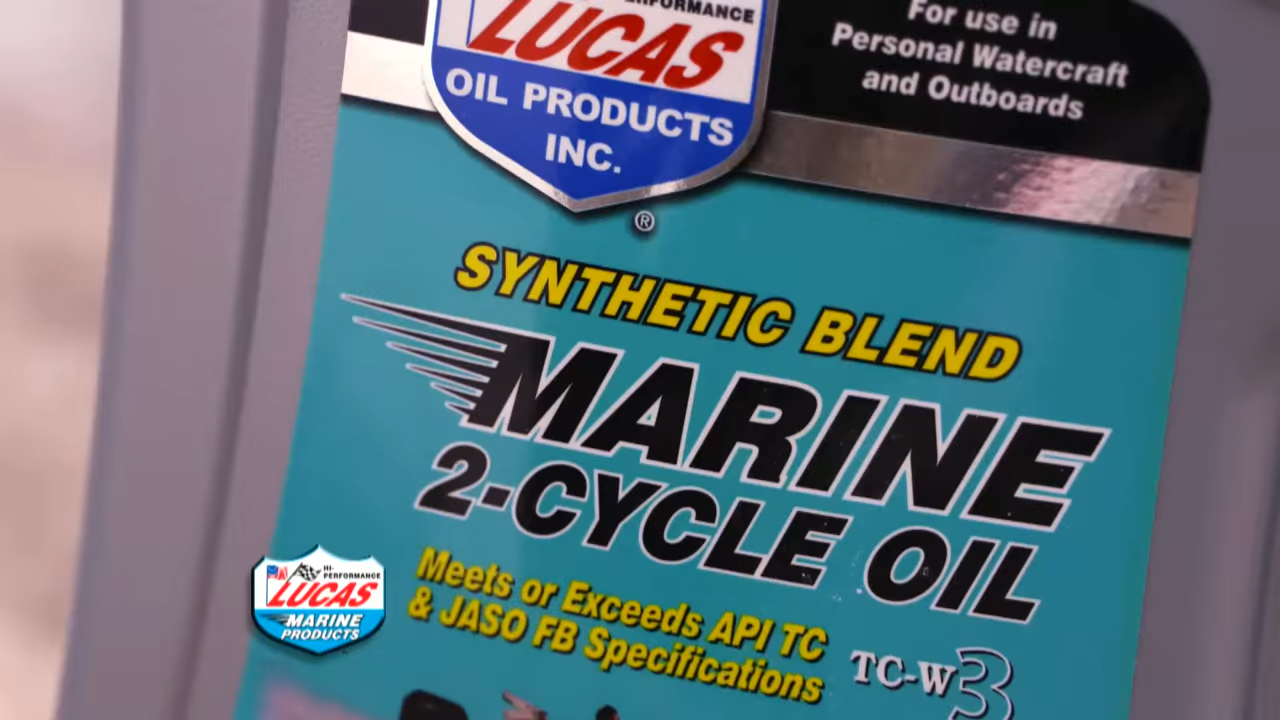 PERFORMANCE
LUCAS
OIL PRODUCTS
INC.
®
For use in
Personal Watercraft
and Outboards
SYNTHETIC BLEND
MARINE
2-CYCLE OIL
Meets or Exceeds API TC
& JASO FB Specifications
TC-W3
HI-
PERFORMANCE
LUCAS
MARINE
PRODUCTS